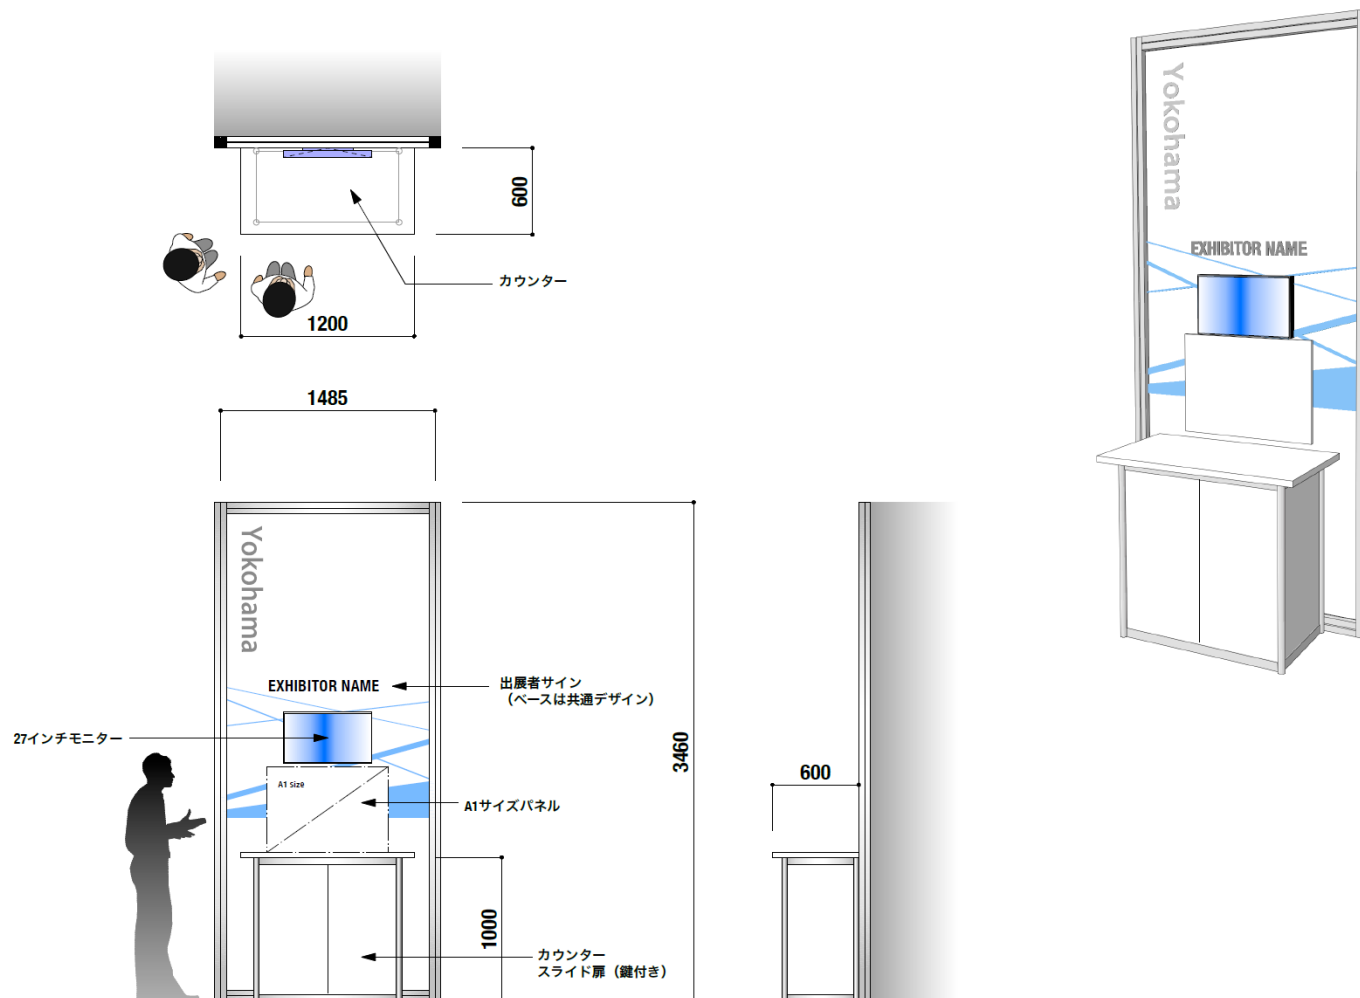 600
カウンター
1200
1485
Yokohama
EXHIBITOR NAME
出展者サイン
（ベースは共通デザイン）
27インチモニター
A1 size
A1サイズパネル
3460
1000
カウンター
スライド扉（鍵付き）
600
Yokohama
EXHIBITOR NAME